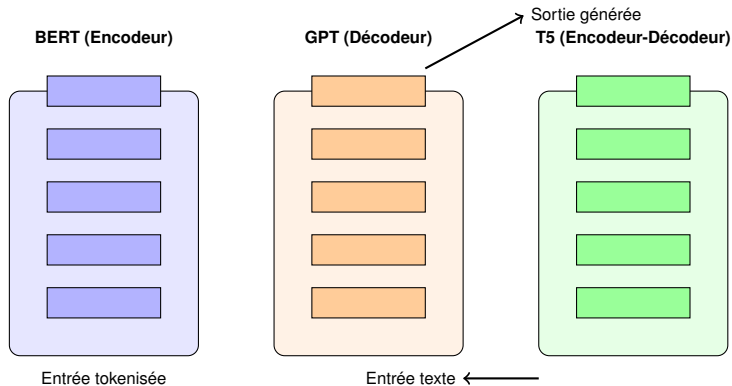 Sortie générée
BERT (Encodeur)
GPT (Décodeur)
T5 (Encodeur-Décodeur)
Entrée tokenisée
Entrée texte